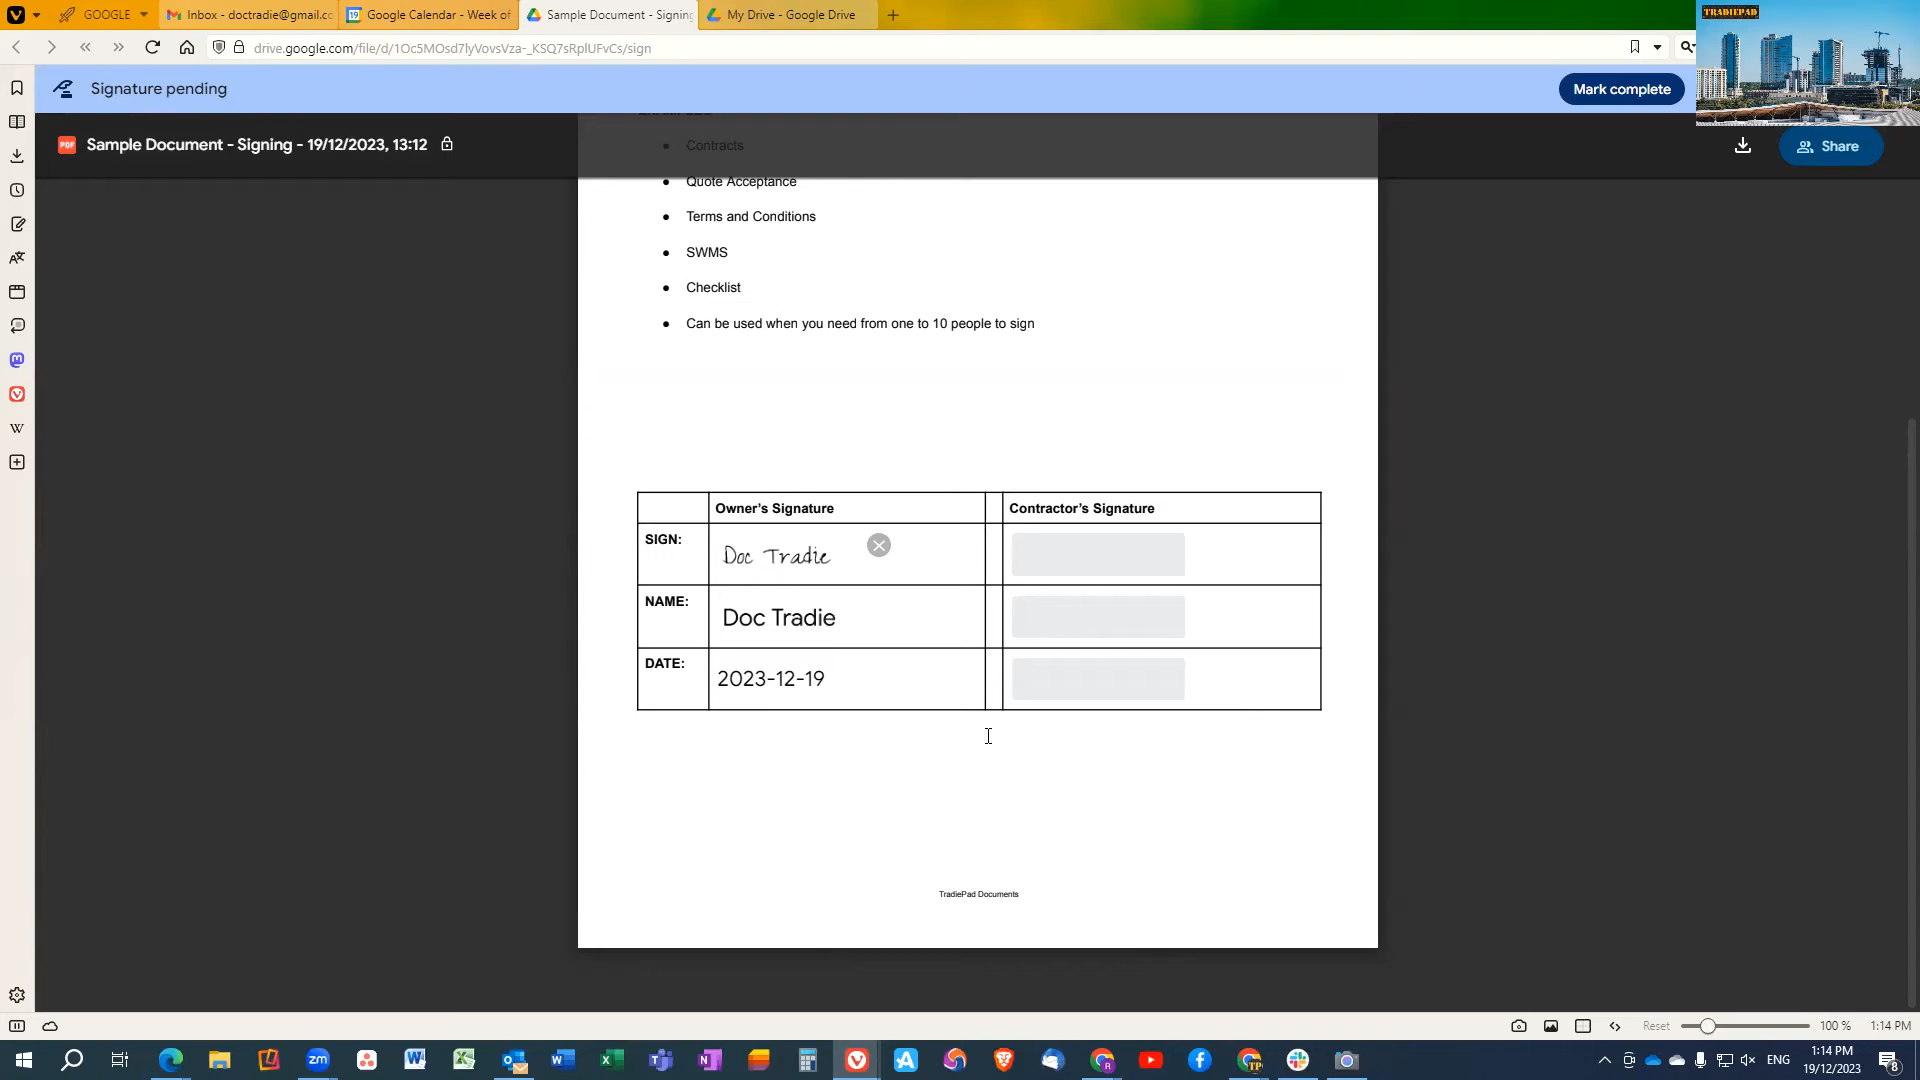 GOOGLE
Inbox - doctradie@gmail.cc
Google Calendar - Week of
Sample Document - Signin
My Drive - Google Drive
TRADIEPAD
drive.google.com/file/d/1Oc5MOsd7lyVovsVza-_KSQ7sRplUFvCs/sign
Signature pending
Mark complete
PDF
Sample Document - Signing - 19/12/2023, 13:12
Share
Contracts
Quote Acceptance
Terms and Conditions
SWMS
Checklist
Can be used when you need from one to 10 people to sign
Owner's Signature
Contractor's Signature
SIGN:
Doc Tradie
NAME:
Doc Tradie
DATE:
2023-12-19
TradiePad Documents
Reset
100 %
1:14 PM
ENG
1:14 PM
19/12/2023
8